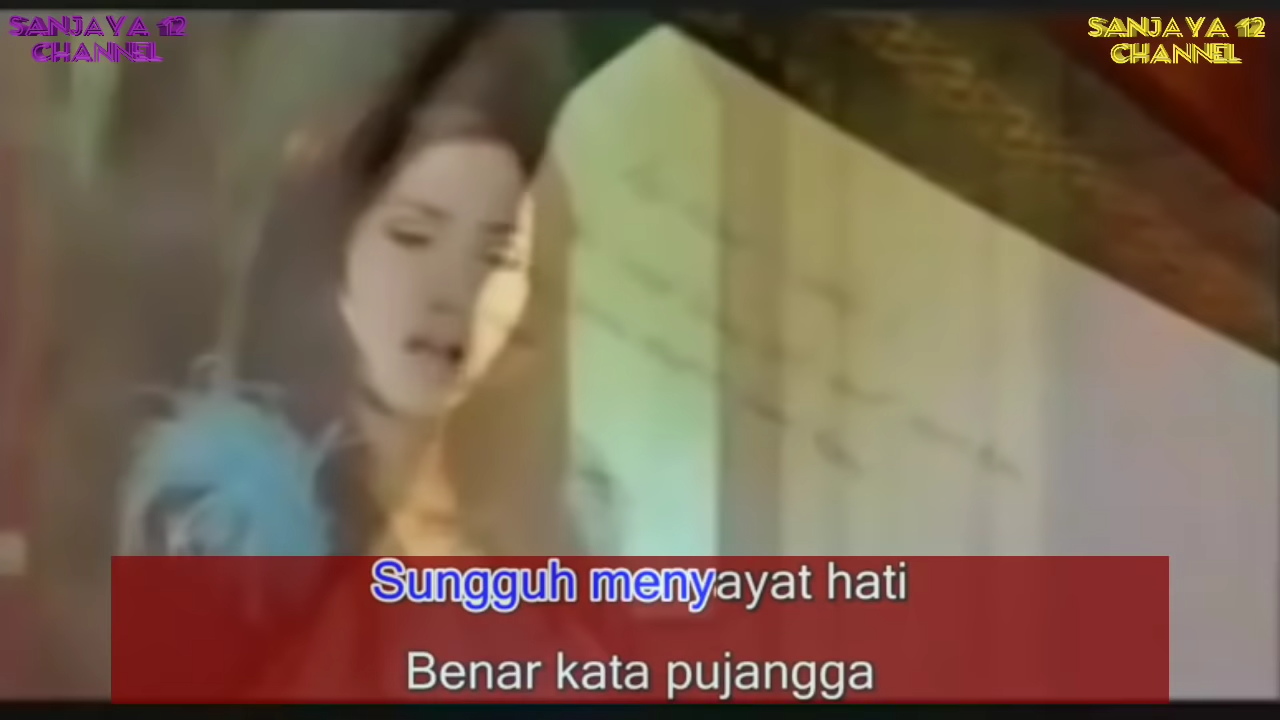 SANJAYA 12
CHANNEL
SANJAYA 12
CHANNEL
Sungguh menyayat hati
Benar kata pujangga